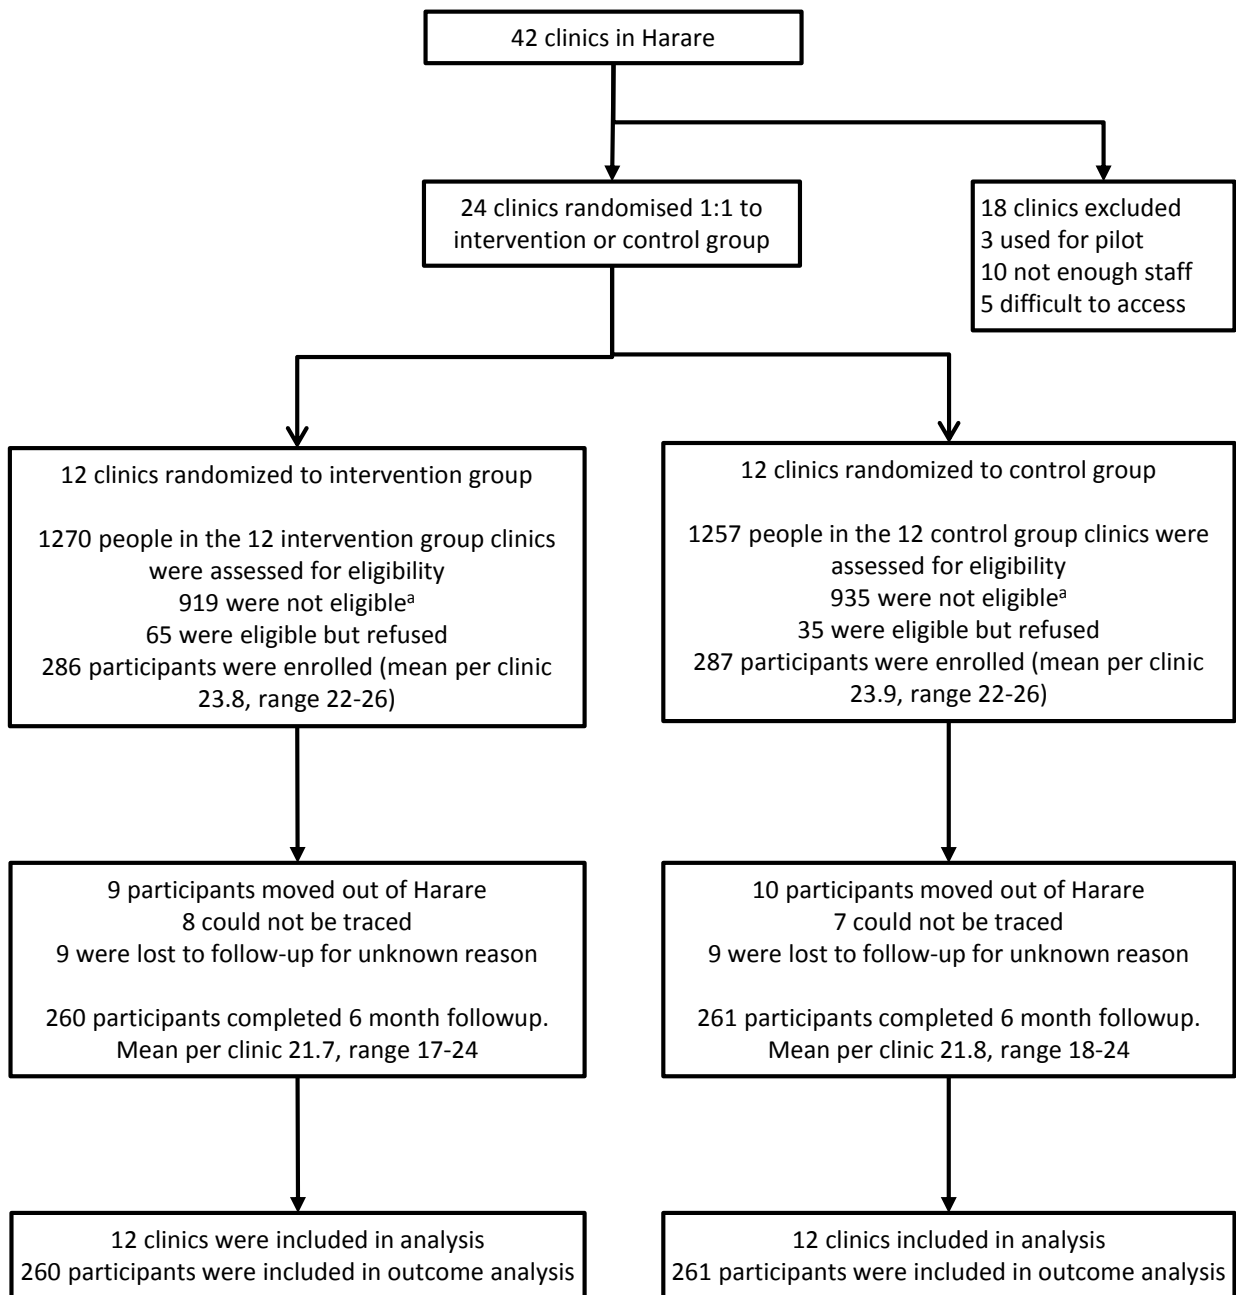 42 clinics in Harare
24 clinics randomised 1:1 to
intervention or control group
18 clinics excluded
3 used for pilot
10 not enough staff
5 difficult to access
12 clinics randomized to intervention group
1270 people in the 12 intervention group clinics
were assessed for eligibility
919 were not eligibleª
65 were eligible but refused
286 participants were enrolled (mean per clinic
23.8, range 22-26)
12 clinics randomized to control group
1257 people in the 12 control group clinics were
assessed for eligibility
935 were not eligibleª
35 were eligible but refused
287 participants were enrolled (mean per clinic
23.9, range 22-26)
9 participants moved out of Harare
8 could not be traced
9 were lost to follow-up for unknown reason
260 participants completed 6 month followup.
Mean per clinic 21.7, range 17-24
10 participants moved out of Harare
7 could not be traced
9 were lost to follow-up for unknown reason
261 participants completed 6 month followup.
Mean per clinic 21.8, range 18-24
12 clinics were included in analysis
260 participants were included in outcome analysis
12 clinics included in analysis
261 participants were included in outcome analysis